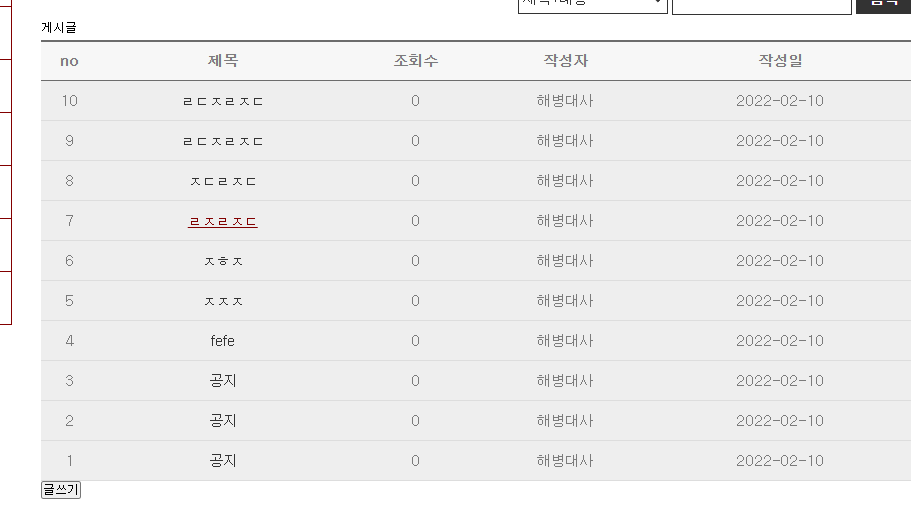 게시글
no 제목 조회수 작성자 작성일
10 ㄹㄷㅈㄹㅈㄷ 0 해병대사 2022-02-10
9 ㄹㄷㅈㄹㅈㄷ 0 해병대사 2022-02-10
8 ㅈㄷㄹㅈㄷ 0 해병대사 2022-02-10
7 ㄹㅈㄹㅈㄷ 0 해병대사 2022-02-10
6 ㅈㅎㅈ 0 해병대사 2022-02-10
5 ㅈㅈㅈ 0 해병대사 2022-02-10
4 fefe 0 해병대사 2022-02-10
3 공지 0 해병대사 2022-02-10
2 공지 0 해병대사 2022-02-10
1 공지 0 해병대사 2022-02-10
글쓰기